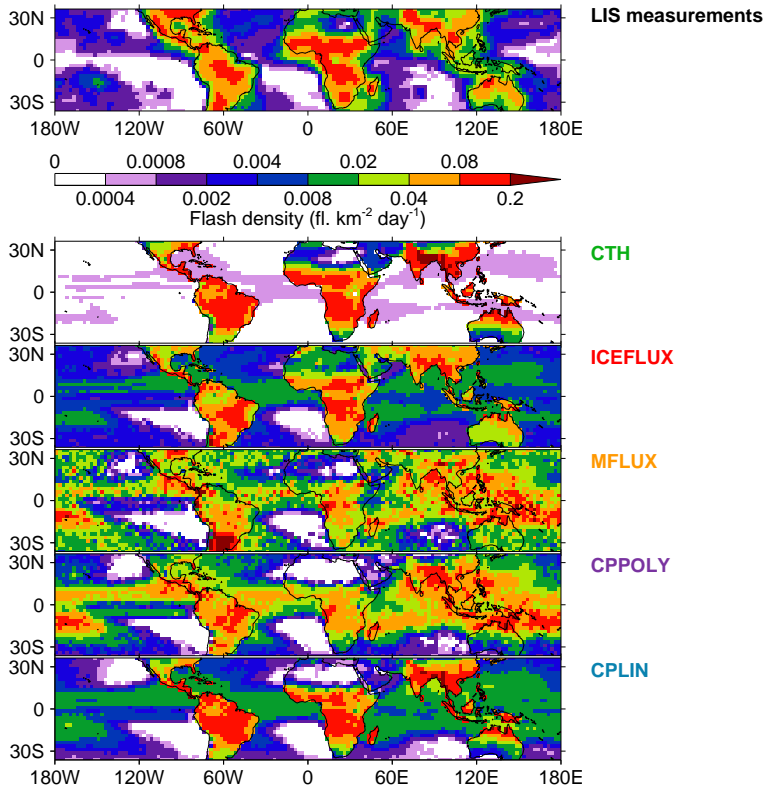 LIS measurements
0
30S
180W 120W 60W 0 60E 120E 180E
0 0.0008 0.004 0.02 0.08
0.0004 0.002 0.008 0.04 0.2
Flash density (fl. km⁻² day⁻¹)
30N
0
30S
CTH
30N
0
30S
ICEFLUX
30N
0
30S
MFLUX
30N
0
30S
CPPOLY
30N
0
30S
CPLIN
180W 120W 60W 0 60E 120E 180E